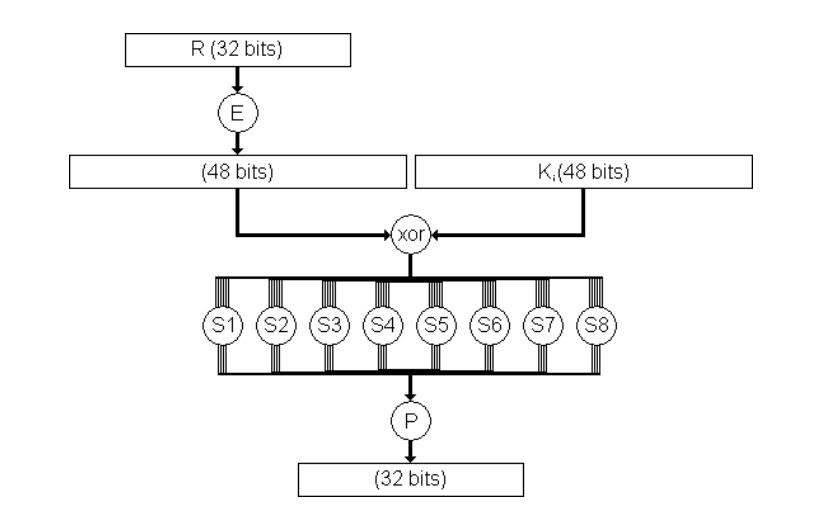 R (32 bits)
E
(48 bits)
Ki(48 bits)
xor
S1 S2 S3 S4 S5 S6 S7 S8
P
(32 bits)